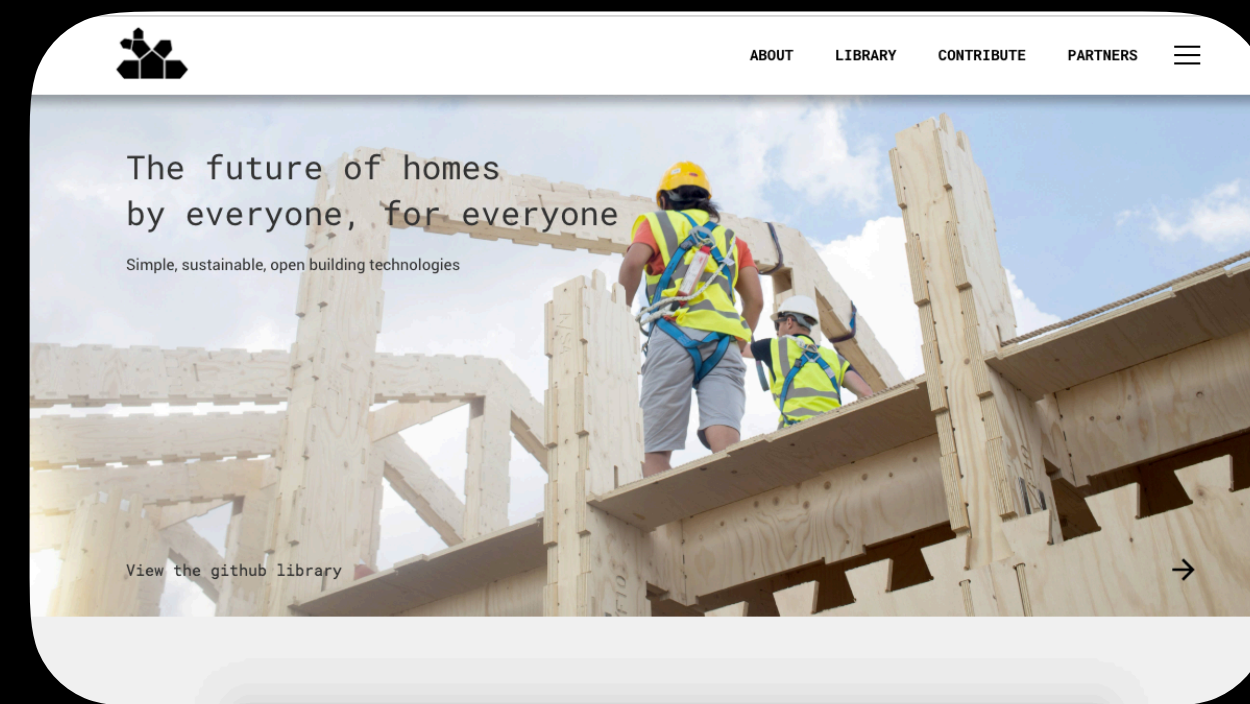 ABOUT LIBRARY CONTRIBUTE PARTNERS
The future of homes
by everyone, for everyone
Simple, sustainable, open building technologies
View the github library